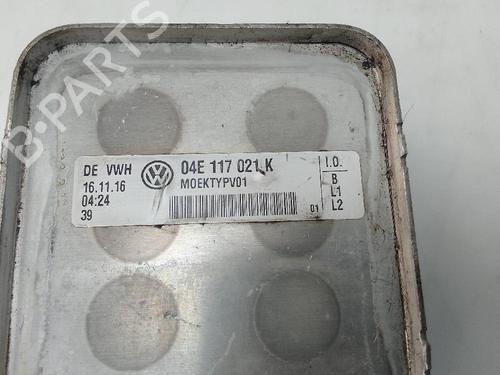 B-PARTS
DE VWH
16.11.16
04:24
39
04E 117 021 K
MOEKTYPV01
01
I.O.
B
L1
L2